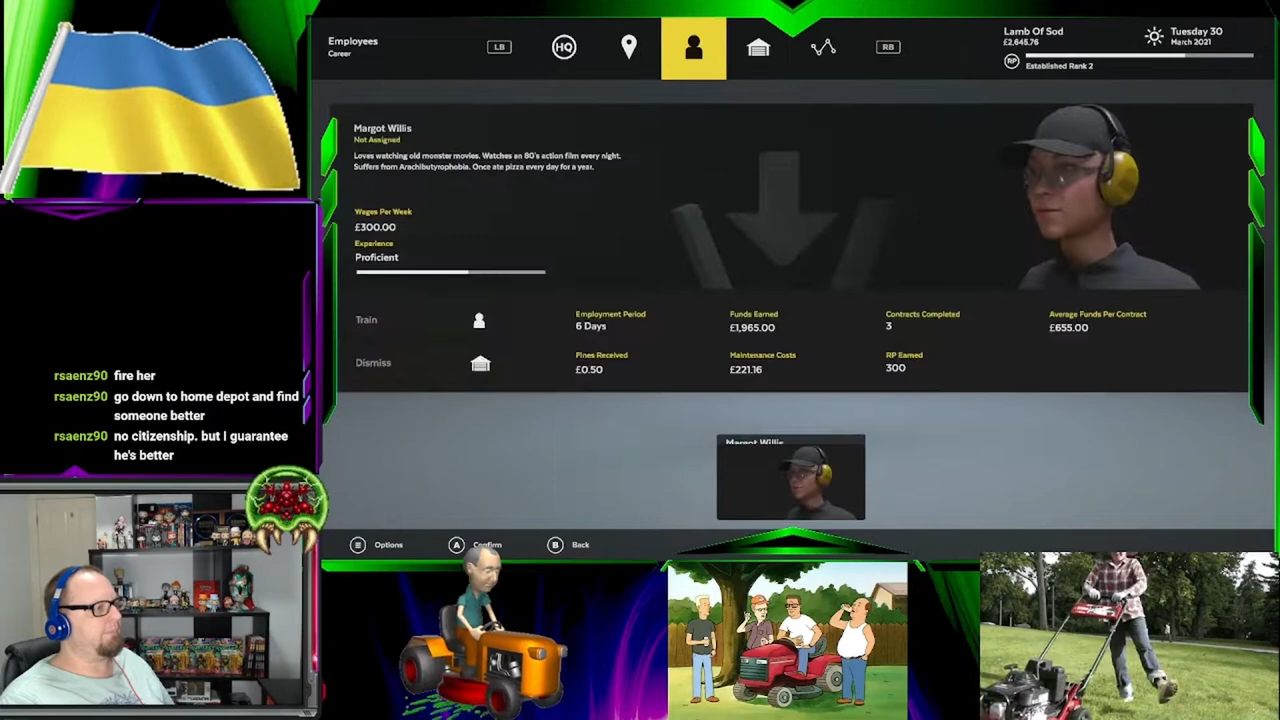 Employees
Career
LB
HQ
RB
Lamb Of Sod
£2,645.76
Tuesday 30
March 2021
RP
Established Rank 2
Margot Willis
Not Assigned
Loves watching old monster movies. Watches an 80's action film every night.
Suffers from Arachibutyrophobia. Once ate pizza every day for a year.
Wages Per Week
£300.00
Experience
Proficient
Train
Dismiss
Employment Period
6 Days
Funds Earned
£1,965.00
Contracts Completed
3
Average Funds Per Contract
£655.00
Fines Received
£0.50
Maintenance Costs
£221.16
RP Earned
300
Margot Willis
Options
A Confirm
B Back
rsaenz90 fire her
rsaenz90 go down to home depot and find
someone better
rsaenz90 no citizenship. but I guarantee
he's better